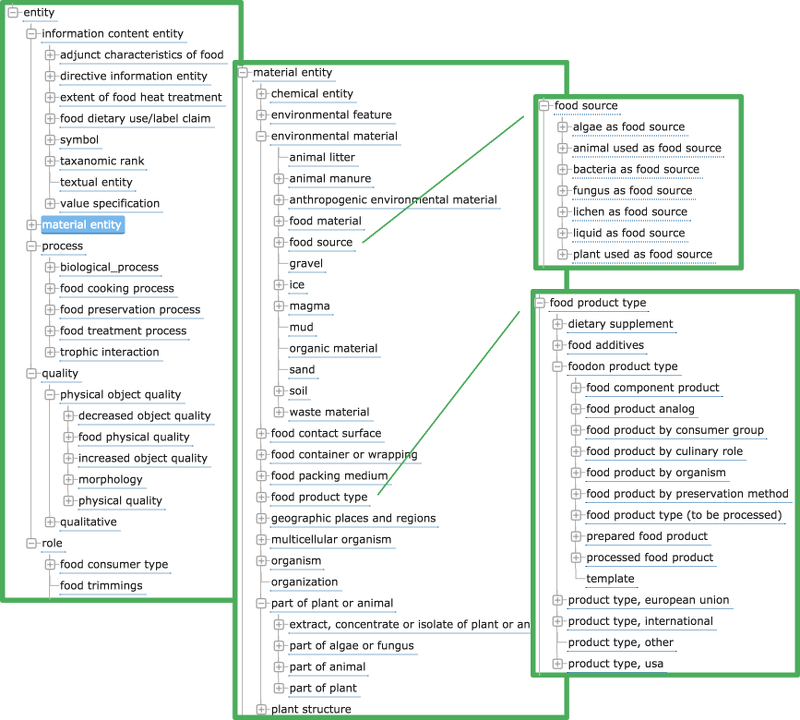 entity
information content entity
adjunct characteristics of food
directive information entity
extent of food heat treatment
food dietary use/label claim
symbol
taxanomic rank
textual entity
value specification
material entity
process
biological_process
food cooking process
food preservation process
food treatment process
trophic interaction
quality
physical object quality
decreased object quality
food physical quality
increased object quality
morphology
physical quality
qualitative
role
food consumer type
food trimmings
material entity
chemical entity
environmental feature
environmental material
animal litter
animal manure
anthropogenic environmental material
food material
food source
gravel
ice
magma
mud
organic material
sand
soil
waste material
food contact surface
food container or wrapping
food packing medium
food product type
geographic places and regions
multicellular organism
organism
organization
part of plant or animal
extract, concentrate or isolate of plant or an
part of algae or fungus
part of animal
part of plant
plant structure
food source
algae as food source
animal used as food source
bacteria as food source
fungus as food source
lichen as food source
liquid as food source
plant used as food source
food product type
dietary supplement
food additives
foodon product type
food component product
food product analog
food product by consumer group
food product by culinary role
food product by organism
food product by preservation method
food product type (to be processed)
prepared food product
processed food product
template
product type, european union
product type, international
product type, other
product type, usa